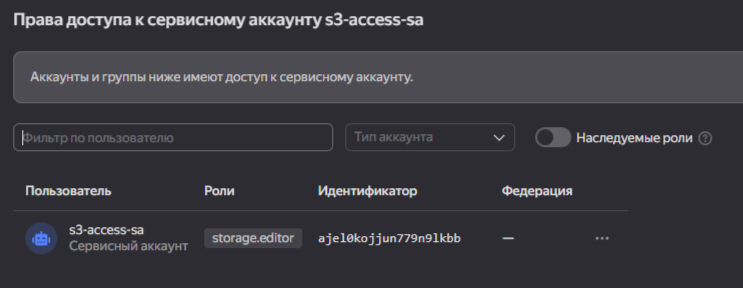 Права доступа к сервисному аккаунту s3-access-sa
Аккаунты и группы ниже имеют доступ к сервисному аккаунту.
Фильтр по пользователю Тип аккаунта Наследуемые роли ?
Пользователь Роли Идентификатор Федерация
s3-access-sa
Сервисный аккаунт storage.editor ajel0kojjun779n9lkbb — ···